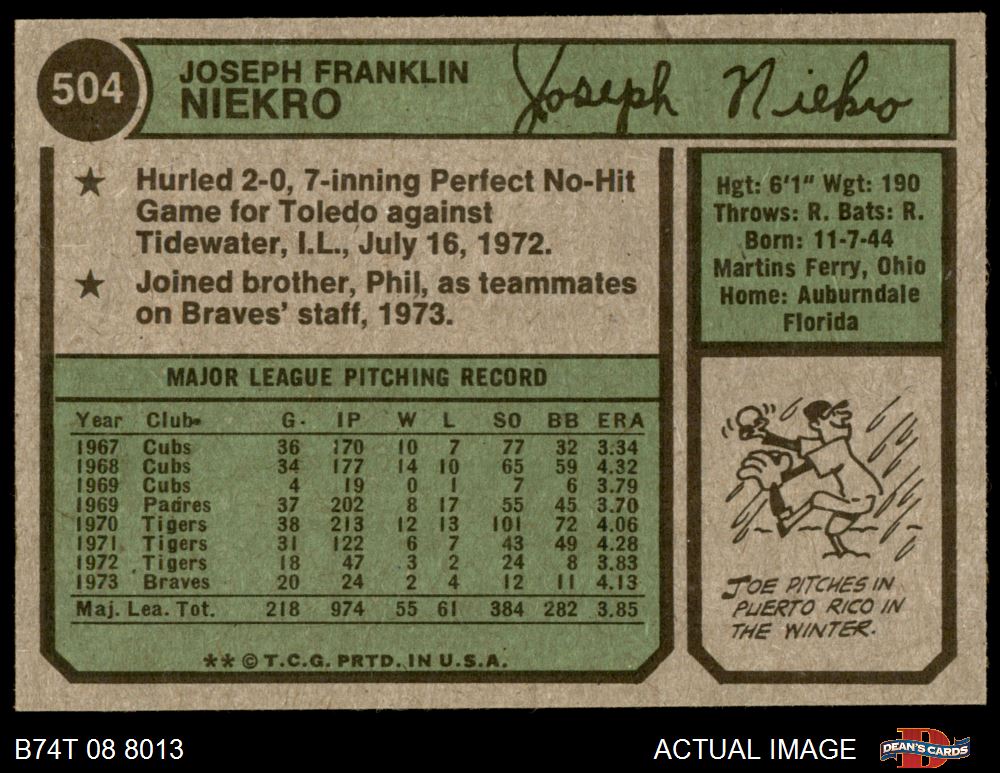 504
JOSEPH FRANKLIN
NIEKRO
Joseph Niekro
★ Hurled 2-0, 7-inning Perfect No-Hit
Game for Toledo against
Tidewater, I.L., July 16, 1972.
★ Joined brother, Phil, as teammates
on Braves' staff, 1973.
Hgt: 6'1" Wgt: 190
Throws: R. Bats: R.
Born: 11-7-44
Martins Ferry, Ohio
Home: Auburndale
Florida
MAJOR LEAGUE PITCHING RECORD
Year Club G. IP W L SO BB ERA
1967 Cubs 36 170 10 7 77 32 3.34
1968 Cubs 34 177 14 10 65 59 4.32
1969 Cubs 4 19 0 1 7 6 3.79
1969 Padres 37 202 8 17 55 45 3.70
1970 Tigers 38 213 12 13 101 72 4.06
1971 Tigers 31 122 6 7 43 49 4.28
1972 Tigers 18 47 3 2 24 8 3.83
1973 Braves 20 24 2 4 12 11 4.13
Maj. Lea. Tot. 218 974 55 61 384 282 3.85
** © T.C.G. PRTD. IN U.S.A.
JOE PITCHES IN
PUERTO RICO IN
THE WINTER.
B74T 08 8013
ACTUAL IMAGE
DEAN'S CARDS